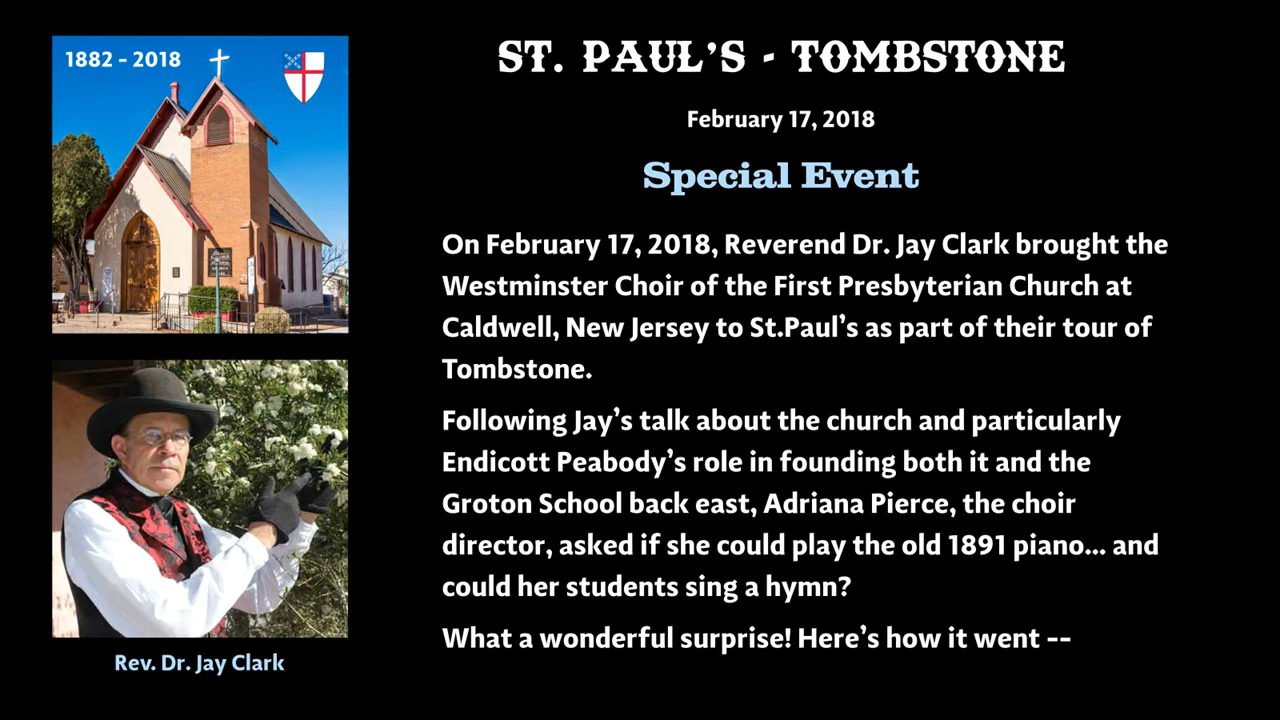 1882 - 2018
ST. PAUL'S - TOMBSTONE
February 17, 2018
Special Event
On February 17, 2018, Reverend Dr. Jay Clark brought the
Westminster Choir of the First Presbyterian Church at
Caldwell, New Jersey to St.Paul's as part of their tour of
Tombstone.
Following Jay's talk about the church and particularly
Endicott Peabody's role in founding both it and the
Groton School back east, Adriana Pierce, the choir
director, asked if she could play the old 1891 piano... and
could her students sing a hymn?
What a wonderful surprise! Here's how it went --
Rev. Dr. Jay Clark